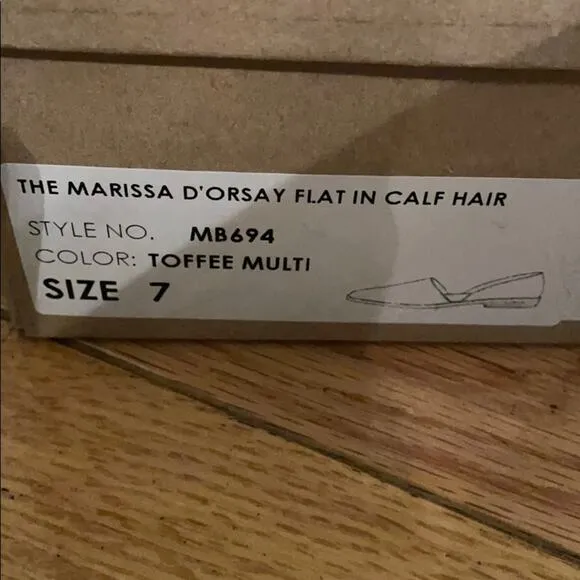 THE MARISSA D'ORSAY FLAT IN CALF HAIR
STYLE NO. MB694
COLOR: TOFFEE MULTI
SIZE 7